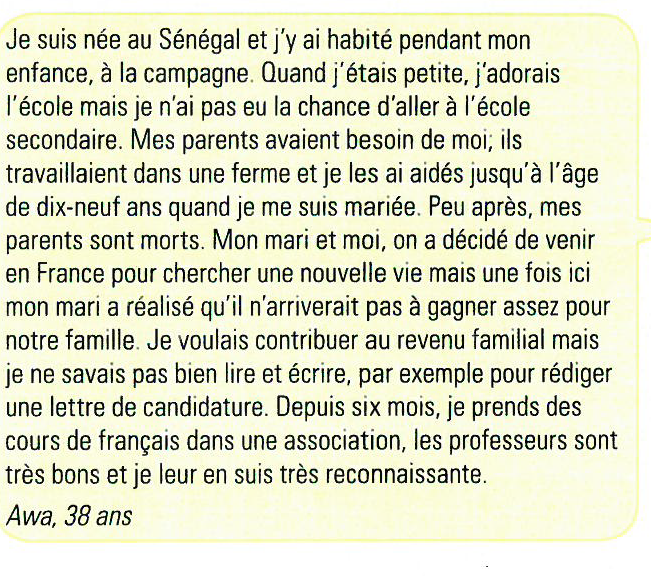 Je suis née au Sénégal et j'y ai habité pendant mon
enfance, à la campagne. Quand j'étais petite, j'adorais
l'école mais je n'ai pas eu la chance d'aller à l'école
secondaire. Mes parents avaient besoin de moi; ils
travaillaient dans une ferme et je les ai aidés jusqu'à l'âge
de dix-neuf ans quand je me suis mariée. Peu après, mes
parents sont morts. Mon mari et moi, on a décidé de venir
en France pour chercher une nouvelle vie mais une fois ici
mon mari a réalisé qu'il n'arriverait pas à gagner assez pour
notre famille. Je voulais contribuer au revenu familial mais
je ne savais pas bien lire et écrire, par exemple pour rédiger
une lettre de candidature. Depuis six mois, je prends des
cours de français dans une association, les professeurs sont
très bons et je leur en suis très reconnaissante.
Awa, 38 ans